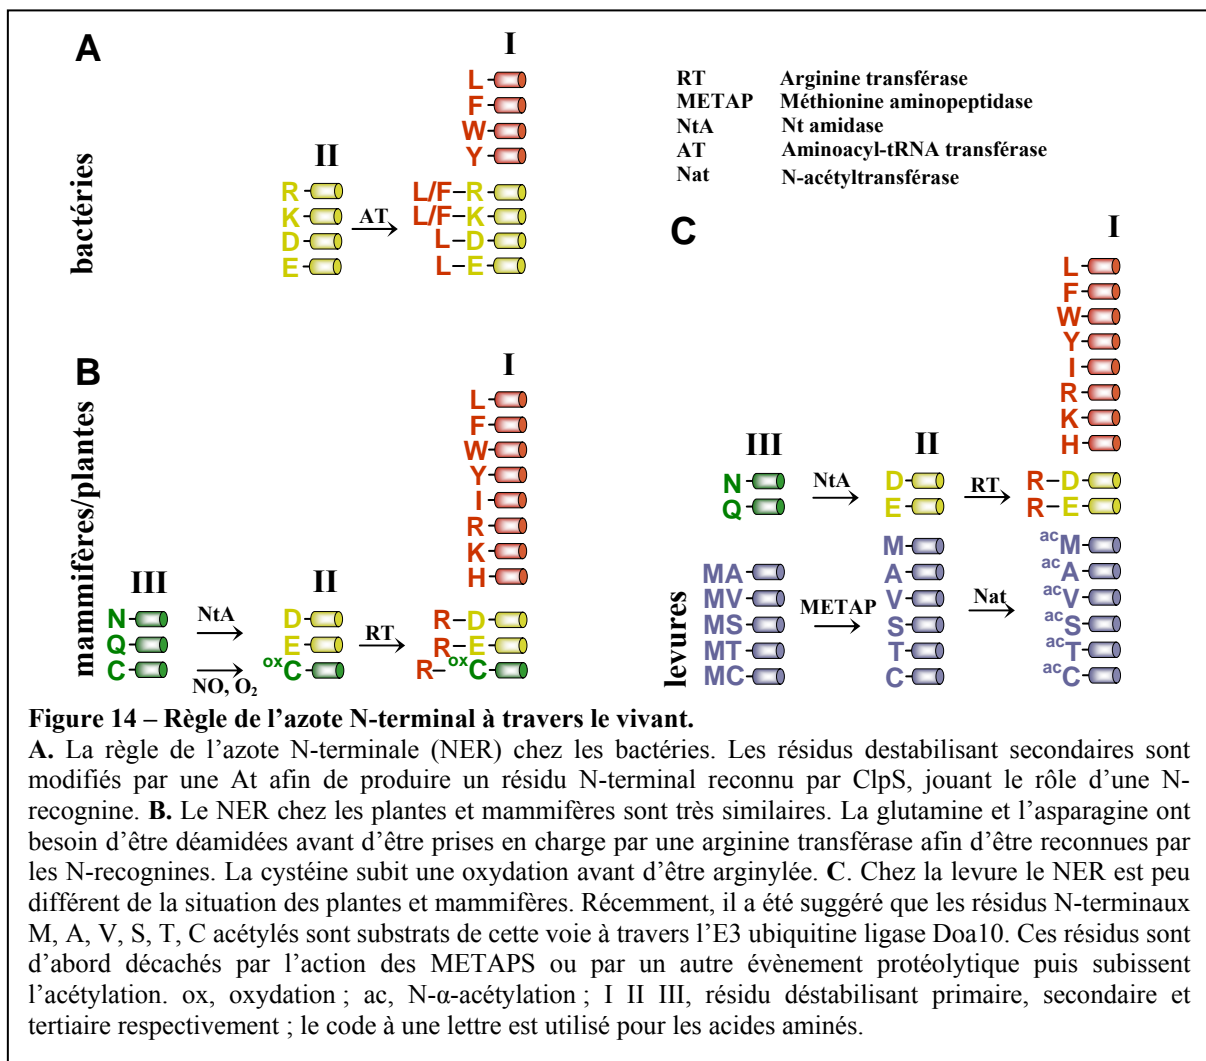 A
I
L
F
W
Y
II
R
K
D
E
AT
L/F–R
L/F–K
L–D
L–E
bactéries
RT Arginine transférase
METAP Méthionine aminopeptidase
NtA Nt amidase
AT Aminoacyl-tRNA transférase
Nat N-acétyltransférase
B
I
L
F
W
Y
I
R
K
H
III
II
N
Q
C
NtA
NO, O₂
D
E
oxC
RT
R–D
R–E
R–oxC
mammifères/plantes
C
I
L
F
W
Y
I
R
K
H
III
II
N
Q
NtA
D
E
RT
R–D
R–E
MA
MV
MS
MT
MC
METAP
M
A
V
S
T
C
Nat
acM
acA
acV
acS
acT
acC
levures
Figure 14 – Règle de l’azote N-terminal à travers le vivant.
A. La règle de l’azote N-terminale (NER) chez les bactéries. Les résidus destabilisant secondaires sont
modifiés par une At afin de produire un résidu N-terminal reconnu par ClpS, jouant le rôle d’une N-
recognine. B. Le NER chez les plantes et mammifères sont très similaires. La glutamine et l’asparagine ont
besoin d’être déamidées avant d’être prises en charge par une arginine transférase afin d’être reconnues par
les N-recognines. La cystéine subit une oxydation avant d’être arginylée. C. Chez la levure le NER est peu
différent de la situation des plantes et mammifères. Récemment, il a été suggéré que les résidus N-terminaux
M, A, V, S, T, C acétylés sont substrats de cette voie à travers l’E3 ubiquitine ligase Doa10. Ces résidus sont
d’abord décachés par l’action des METAPS ou par un autre évènement protéolytique puis subissent
l’acétylation. ox, oxydation ; ac, N-α-acétylation ; I II III, résidu déstabilisant primaire, secondaire et
tertiaire respectivement ; le code à une lettre est utilisé pour les acides aminés.